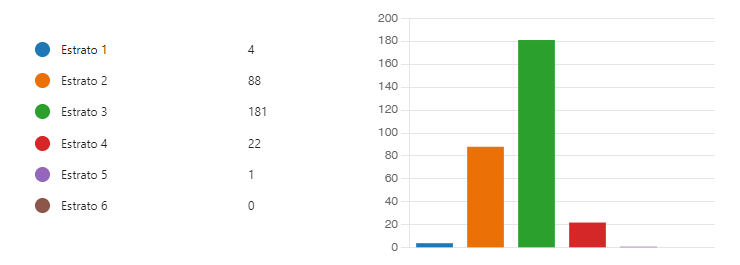 Estrato 1 4
Estrato 2 88
Estrato 3 181
Estrato 4 22
Estrato 5 1
Estrato 6 0
200
180
160
140
120
100
80
60
40
20
0